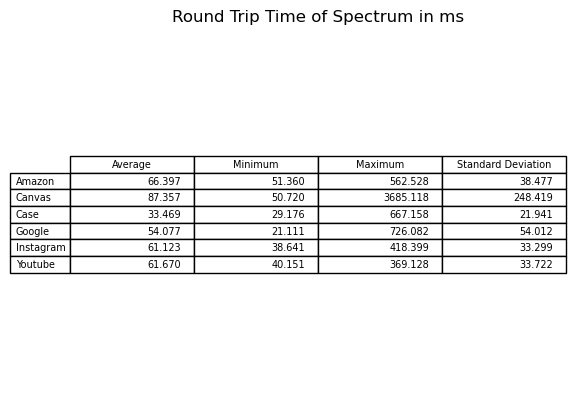 Round Trip Time of Spectrum in ms
Average Minimum Maximum Standard Deviation
Amazon 66.397 51.360 562.528 38.477
Canvas 87.357 50.720 3685.118 248.419
Case 33.469 29.176 667.158 21.941
Google 54.077 21.111 726.082 54.012
Instagram 61.123 38.641 418.399 33.299
Youtube 61.670 40.151 369.128 33.722